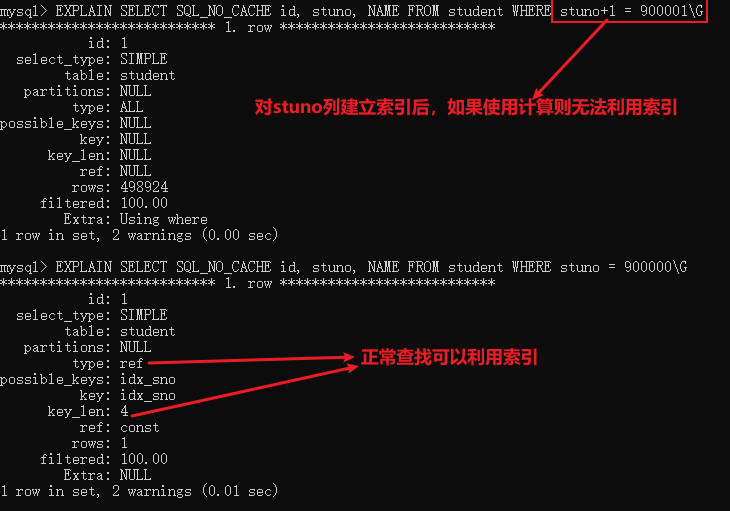 mysql> EXPLAIN SELECT SQL_NO_CACHE id, stuno, NAME FROM student WHERE stuno+1 = 900001\G
*************************** 1. row ***************************
id: 1
select_type: SIMPLE
table: student
partitions: NULL
type: ALL
对stuno列建立索引后，如果使用计算则无法利用索引
possible_keys: NULL
key: NULL
key_len: NULL
ref: NULL
rows: 498924
filtered: 100.00
Extra: Using where
1 row in set, 2 warnings (0.00 sec)
mysql> EXPLAIN SELECT SQL_NO_CACHE id, stuno, NAME FROM student WHERE stuno = 900000\G
*************************** 1. row ***************************
id: 1
select_type: SIMPLE
table: student
partitions: NULL
type: ref
正常查找可以利用索引
possible_keys: idx_sno
key: idx_sno
key_len: 4
ref: const
rows: 1
filtered: 100.00
Extra: NULL
1 row in set, 2 warnings (0.01 sec)